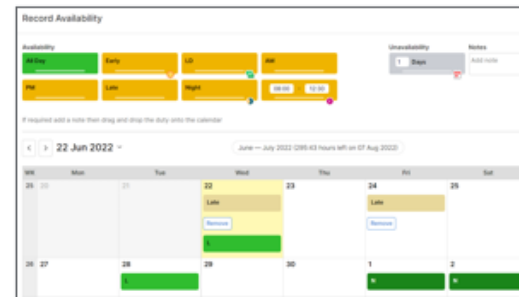 Record Availability
Availability
Unavailability
Notes
All Day
Early
LD
AM
1 Days
Add note
PM
Late
Night
08:00 12:00
If required add a note then drag and drop the duty onto the calendar
< > 22 Jun 2022
June — July 2022 (295.43 hours left on 07 Aug 2022)
WK Mon Tue Wed Thu Fri Sat
25 20 21 22 23 24 25
Late Late
Remove Remove
L
26 27 28 29 30 1 2
L N N